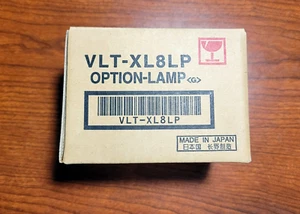 VLT-XL8LP
OPTION-LAMP <G>
VLT-XL8LP
MADE IN JAPAN
日本国